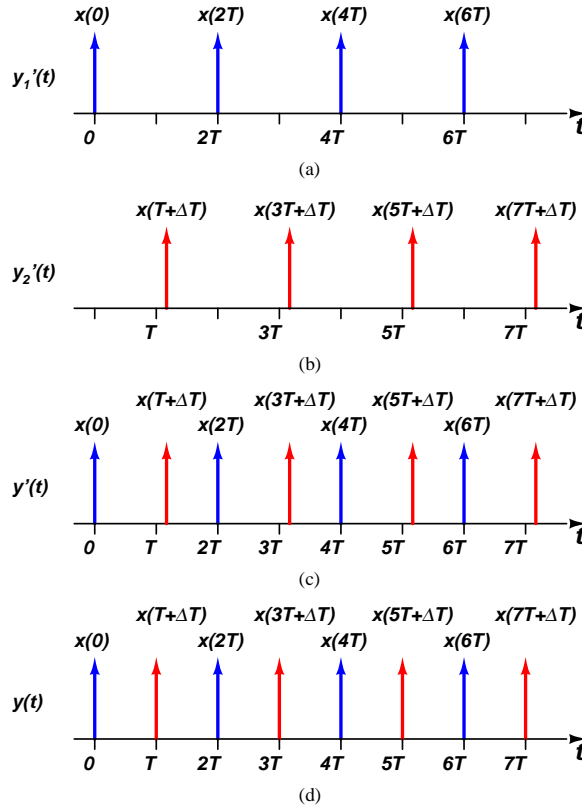 x(0) x(2T) x(4T) x(6T)
y₁'(t)
t
0 2T 4T 6T
(a)
x(T+ΔT) x(3T+ΔT) x(5T+ΔT) x(7T+ΔT)
y₂'(t)
t
T 3T 5T 7T
(b)
x(T+ΔT) x(3T+ΔT) x(5T+ΔT) x(7T+ΔT)
x(0) x(2T) x(4T) x(6T)
y'(t)
t
0 T 2T 3T 4T 5T 6T 7T
(c)
x(T+ΔT) x(3T+ΔT) x(5T+ΔT) x(7T+ΔT)
x(0) x(2T) x(4T) x(6T)
y(t)
t
0 T 2T 3T 4T 5T 6T 7T
(d)